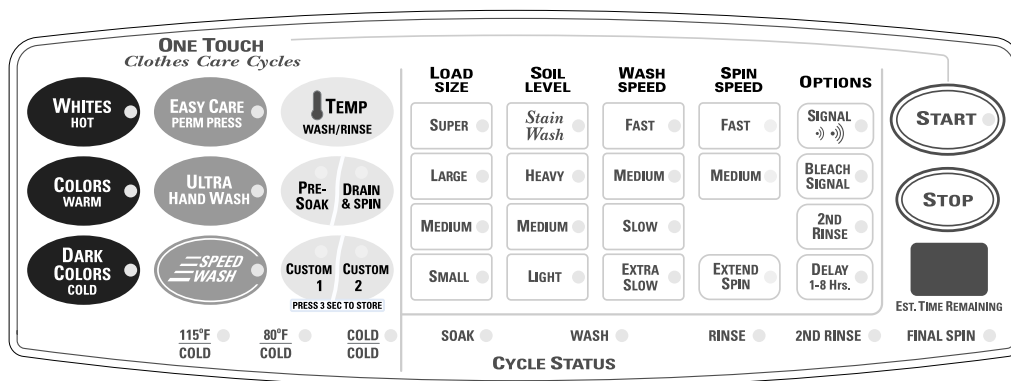 ONE TOUCH
Clothes Care Cycles
WHITES
HOT
EASY CARE
PERM PRESS
TEMP
WASH/RINSE
COLORS
WARM
ULTRA
HAND WASH
PRE-
SOAK
DRAIN
& SPIN
DARK
COLORS
COLD
SPEED
WASH
CUSTOM
1
CUSTOM
2
PRESS 3 SEC TO STORE
115°F
COLD
80°F
COLD
COLD
COLD
LOAD
SIZE
SUPER
LARGE
MEDIUM
SMALL
SOIL
LEVEL
Stain
Wash
HEAVY
MEDIUM
LIGHT
WASH
SPEED
FAST
MEDIUM
SLOW
EXTRA
SLOW
SPIN
SPEED
FAST
MEDIUM
EXTEND
SPIN
OPTIONS
SIGNAL
BLEACH
SIGNAL
2ND
RINSE
DELAY
1-8 Hrs.
START
STOP
EST. TIME REMAINING
SOAK
WASH
RINSE
2ND RINSE
FINAL SPIN
CYCLE STATUS